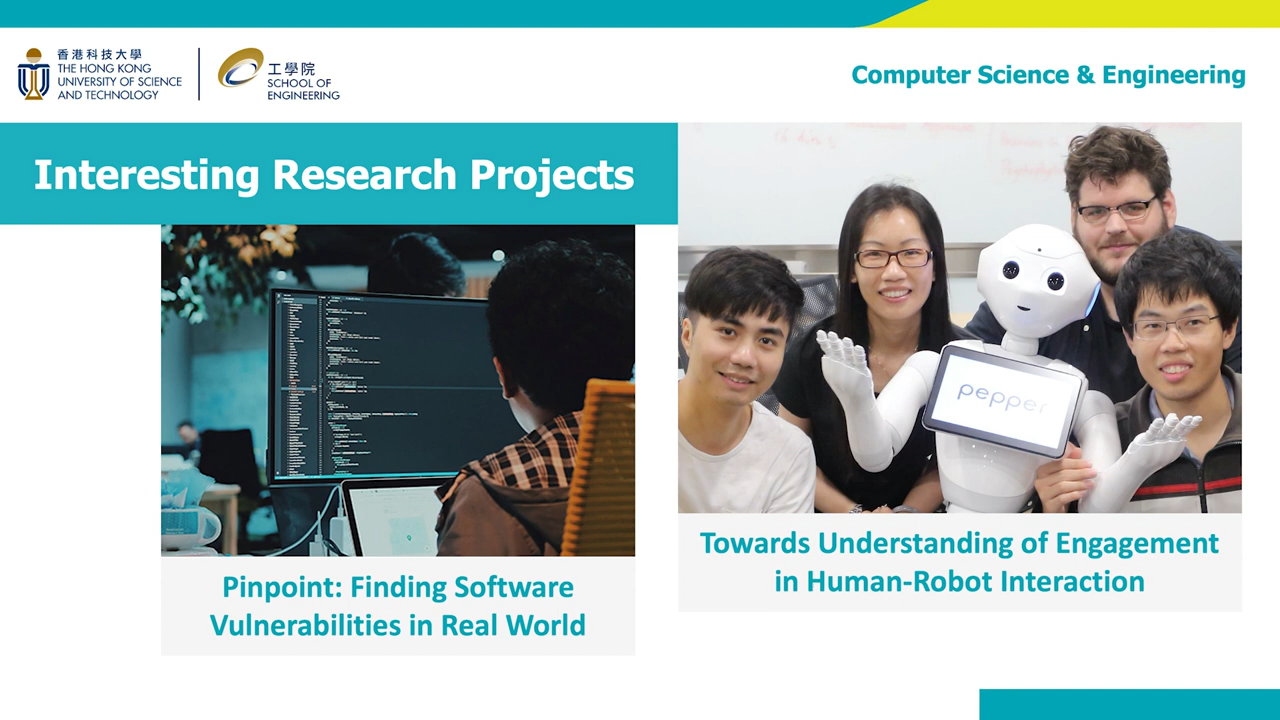 香港科技大學
THE HONG KONG
UNIVERSITY OF SCIENCE
AND TECHNOLOGY
工學院
SCHOOL OF
ENGINEERING
Computer Science & Engineering
Interesting Research Projects
pepper
Pinpoint: Finding Software
Vulnerabilities in Real World
Towards Understanding of Engagement
in Human-Robot Interaction